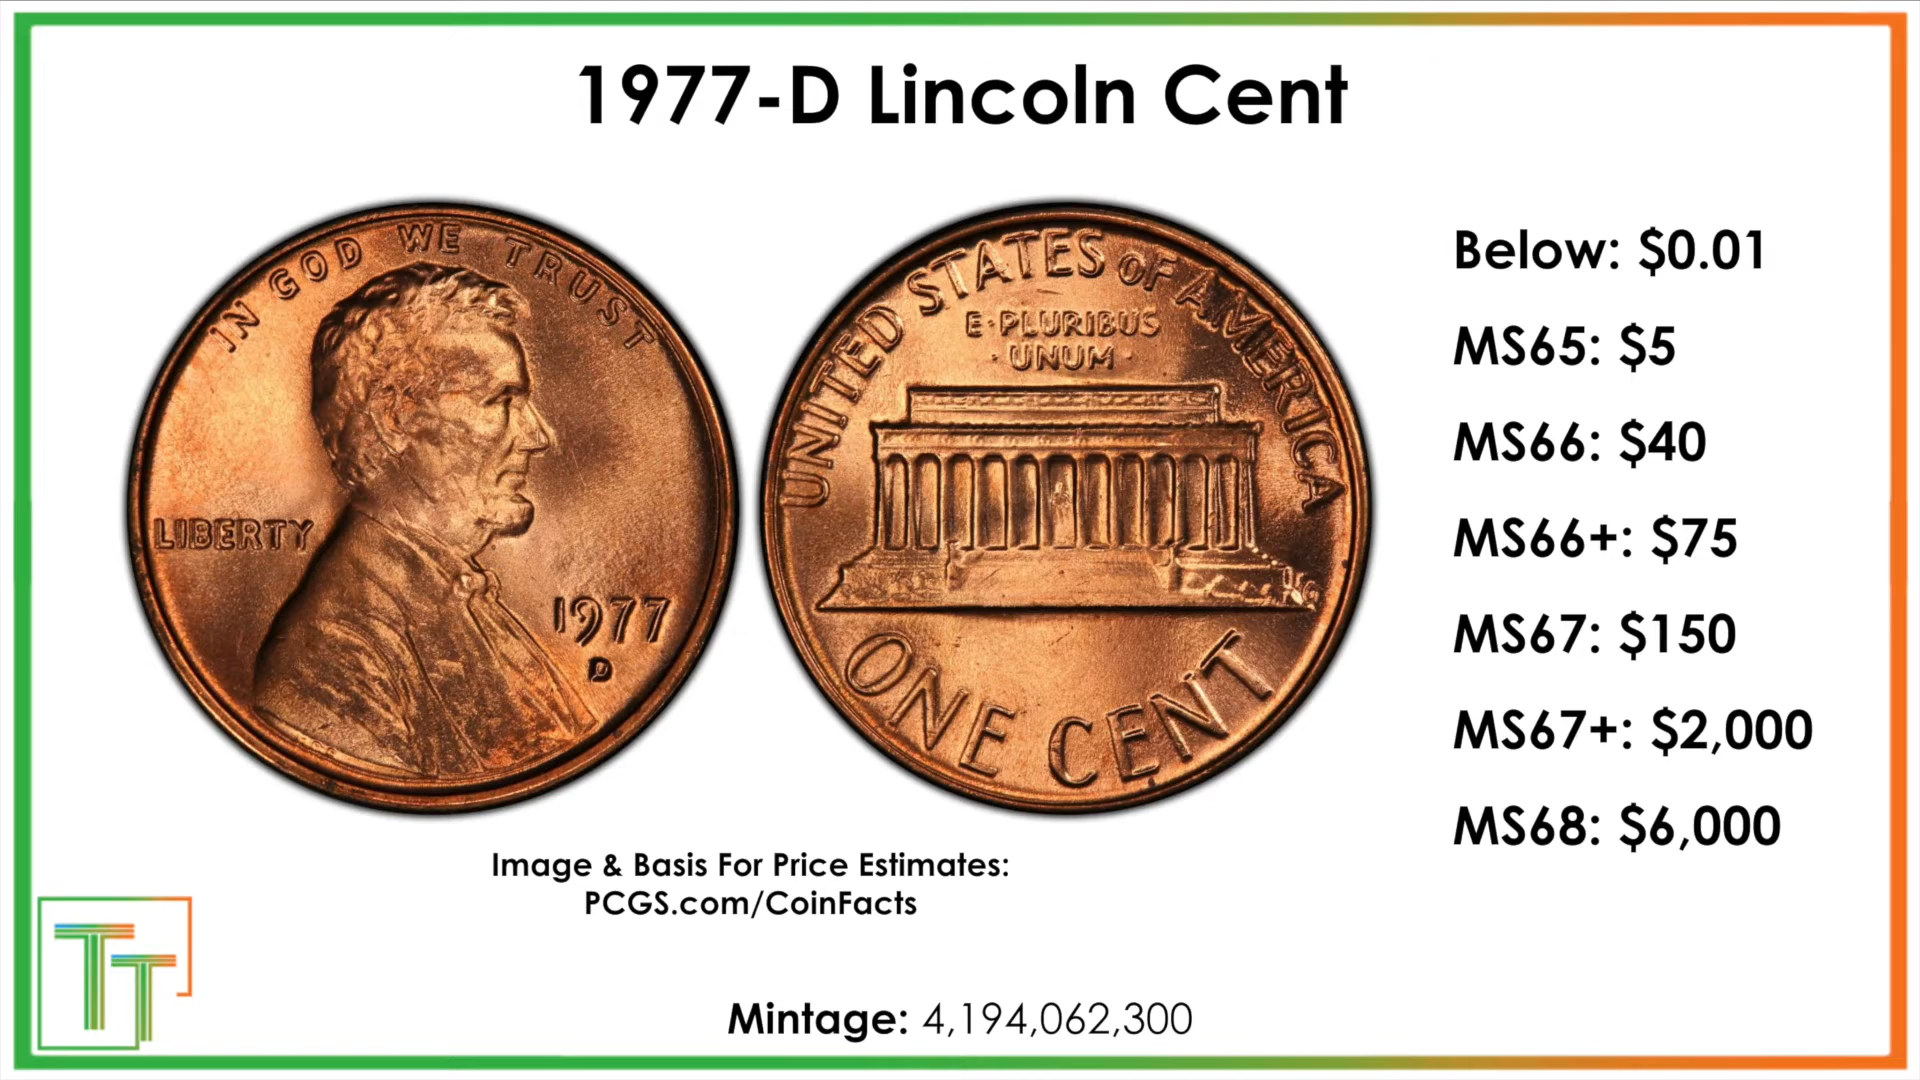 1977-D Lincoln Cent
IN GOD WE TRUST
LIBERTY
1977
D
UNITED STATES OF AMERICA
E·PLURIBUS
·UNUM·
ONE CENT
Below: $0.01
MS65: $5
MS66: $40
MS66+: $75
MS67: $150
MS67+: $2,000
MS68: $6,000
Image & Basis For Price Estimates:
PCGS.com/CoinFacts
TT
Mintage: 4,194,062,300